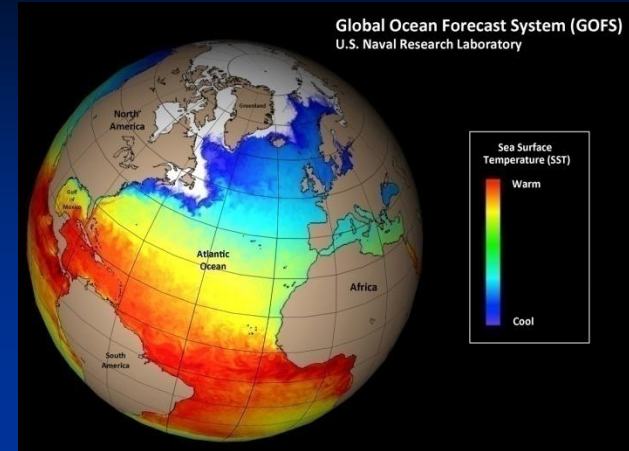 Global Ocean Forecast System (GOFS)
U.S. Naval Research Laboratory
Greenland
North
America
Sea Surface
Temperature (SST)
Warm
Gulf
of
Mexico
Atlantic
Ocean
Africa
Cool
South
America